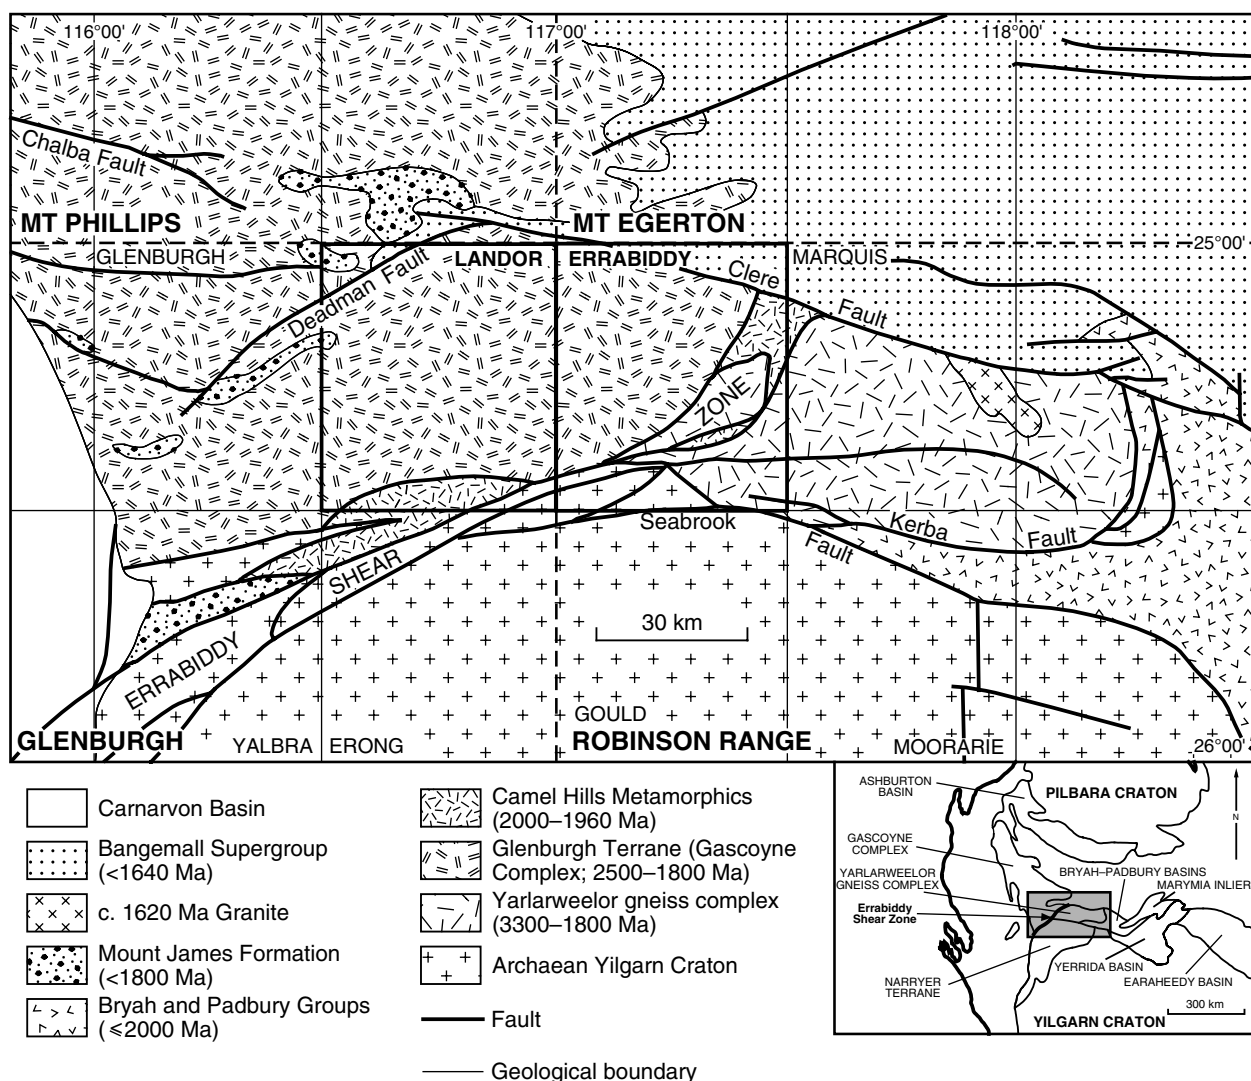 116°00'
117°00'
118°00'
Chalba Fault
MT PHILLIPS
MT EGERTON
25°00'
GLENBURGH
LANDOR
ERRABIDDY
MARQUIS
Deadman Fault
Clere
Fault
ZONE
Seabrook
Fault
Kerba
Fault
SHEAR
ERRABIDDY
30 km
GOULD
GLENBURGH
YALBRA
ERONG
ROBINSON RANGE
MOORARIE
26°00'
Carnarvon Basin
Bangemall Supergroup
(<1640 Ma)
c. 1620 Ma Granite
Mount James Formation
(<1800 Ma)
Bryah and Padbury Groups
(⩽2000 Ma)
Camel Hills Metamorphics
(2000–1960 Ma)
Glenburgh Terrane (Gascoyne
Complex; 2500–1800 Ma)
Yarlarweelor gneiss complex
(3300–1800 Ma)
Archaean Yilgarn Craton
Fault
Geological boundary
ASHBURTON
BASIN
PILBARA CRATON
N
GASCOYNE
COMPLEX
YARLARWEELOR
GNEISS COMPLEX
BRYAH–PADBURY BASINS
MARYMIA INLIER
Errabiddy
Shear Zone
NARRYER
TERRANE
YERRIDA BASIN
EARAHEEDY BASIN
300 km
YILGARN CRATON